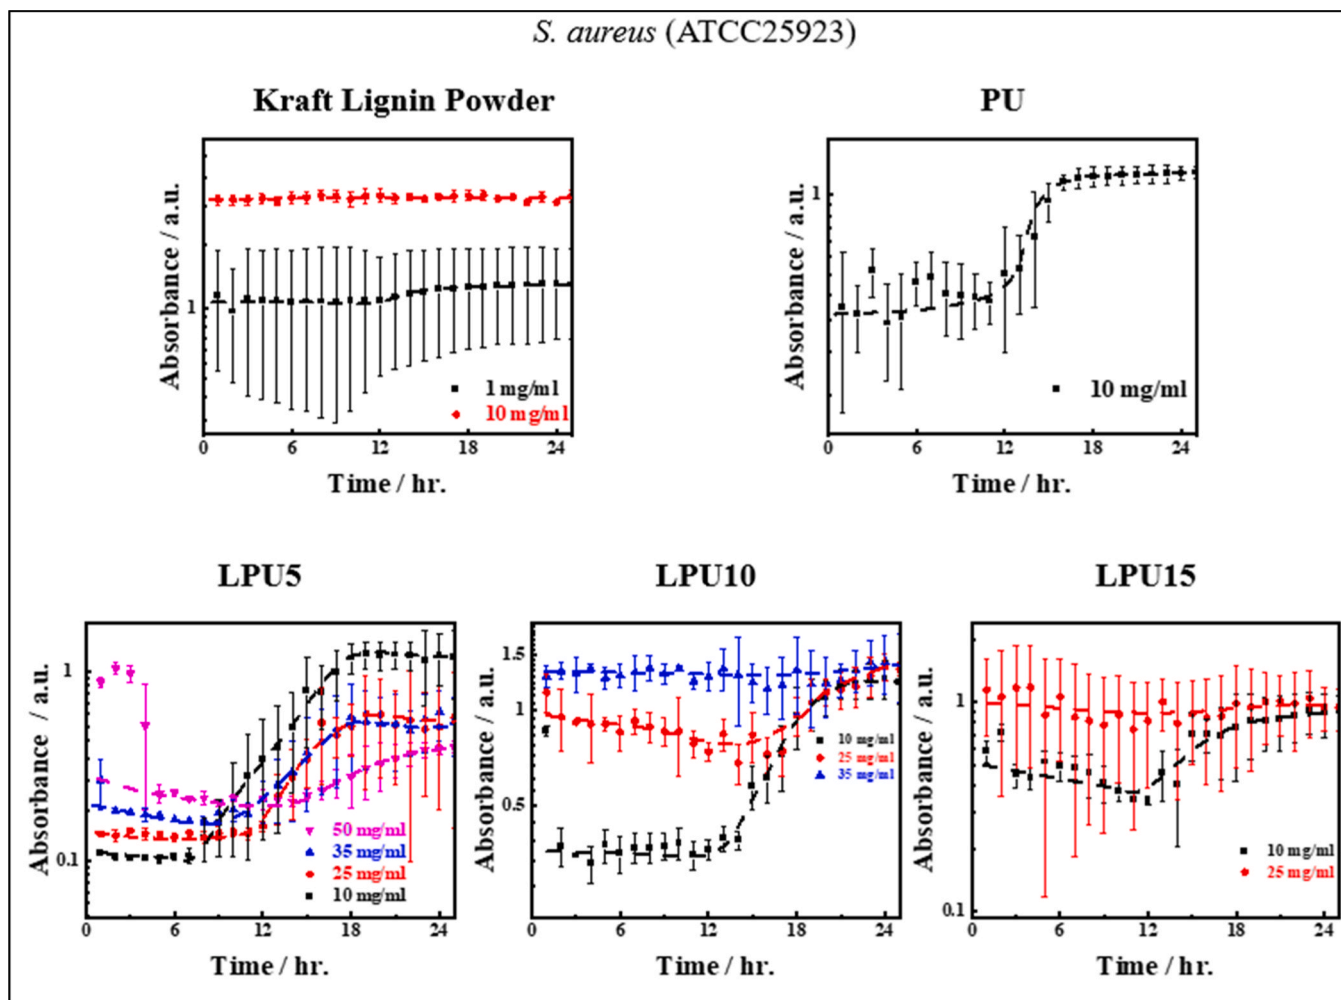 S. aureus (ATCC25923)
Kraft Lignin Powder
Absorbance / a.u.
1
1 mg/ml
10 mg/ml
0 6 12 18 24
Time / hr.
PU
Absorbance / a.u.
1
10 mg/ml
0 6 12 18 24
Time / hr.
LPU5
Absorbance / a.u.
1
0.1
50 mg/ml
35 mg/ml
25 mg/ml
10 mg/ml
0 6 12 18 24
Time / hr.
LPU10
Absorbance / a.u.
1.5
1
0.5
10 mg/ml
25 mg/ml
35 mg/ml
0 6 12 18 24
Time / hr.
LPU15
Absorbance / a.u.
1
0.1
10 mg/ml
25 mg/ml
0 6 12 18 24
Time / hr.